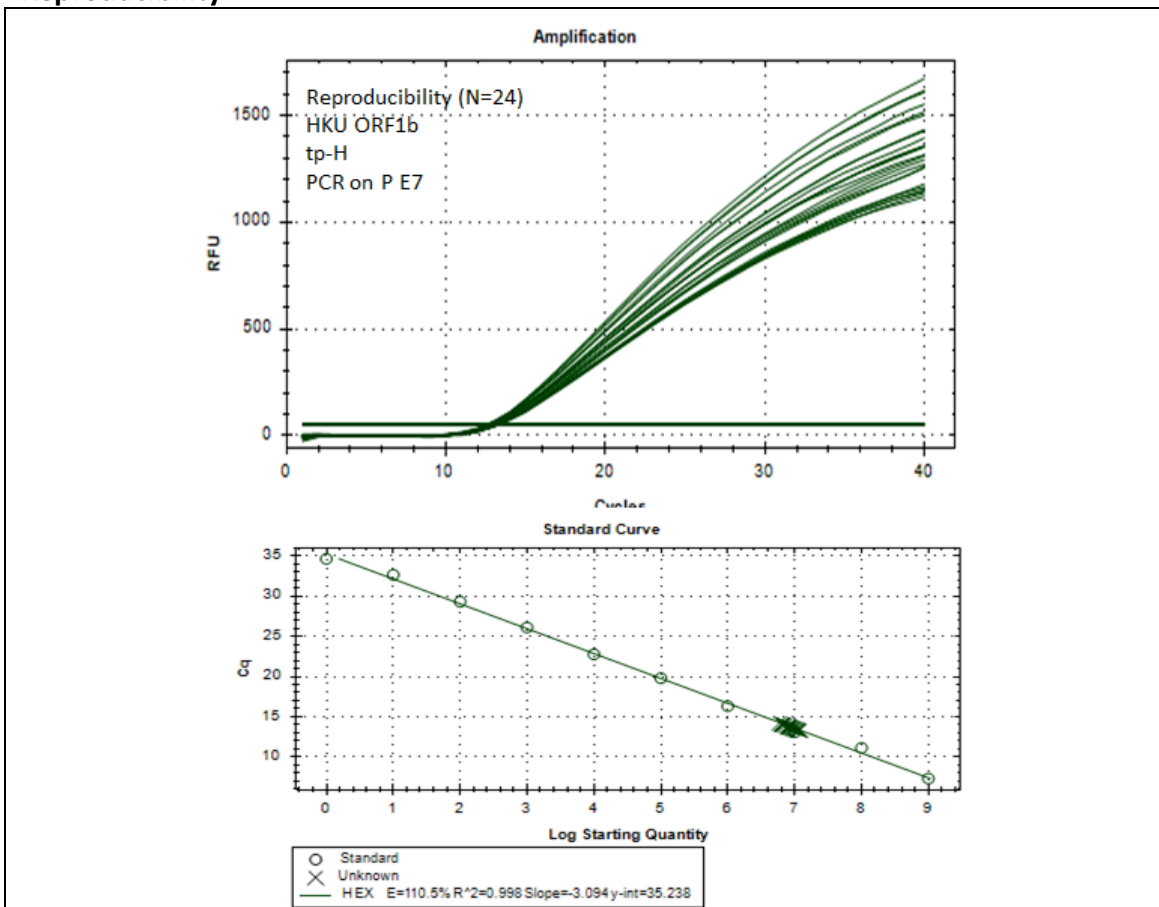 Amplification
Reproducibility (N=24)
HKU ORF1b
tp-H
PCR on P E7
RFU
1500
1000
500
0
0 10 20 30 40
Cycles
Standard Curve
Cq
35
30
25
20
15
10
0 1 2 3 4 5 6 7 8 9
Log Starting Quantity
Standard
Unknown
HEX E=110.5% R^2=0.998 Slope=-3.094 y-int=35.238